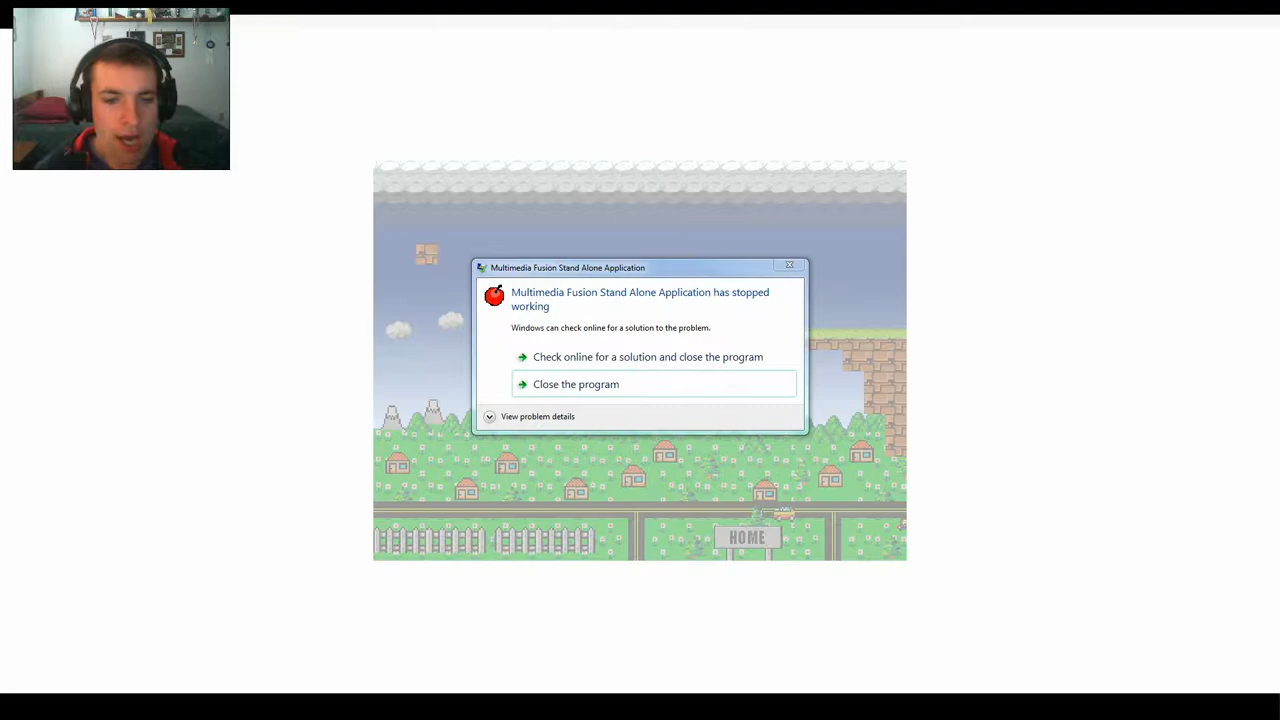 Multimedia Fusion Stand Alone Application
Multimedia Fusion Stand Alone Application has stopped
working
Windows can check online for a solution to the problem.
Check online for a solution and close the program
Close the program
View problem details
HOME